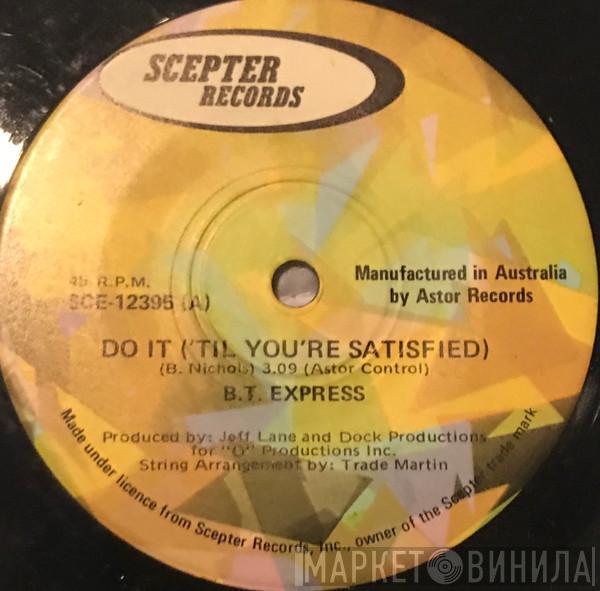 SCEPTER
RECORDS
45 R.P.M.
SCE-12395 (A)
Manufactured in Australia
by Astor Records
DO IT ('TIL YOU'RE SATISFIED)
(B. Nichols) 3.09 (Astor Control)
B.T. EXPRESS
Produced by: Jeff Lane and Dock Productions
for "O" Productions Inc.
String Arrangement by: Trade Martin
Made under licence from Scepter Records, Inc., owner of the Scepter trade mark
МАРКЕТ ВИНИЛА